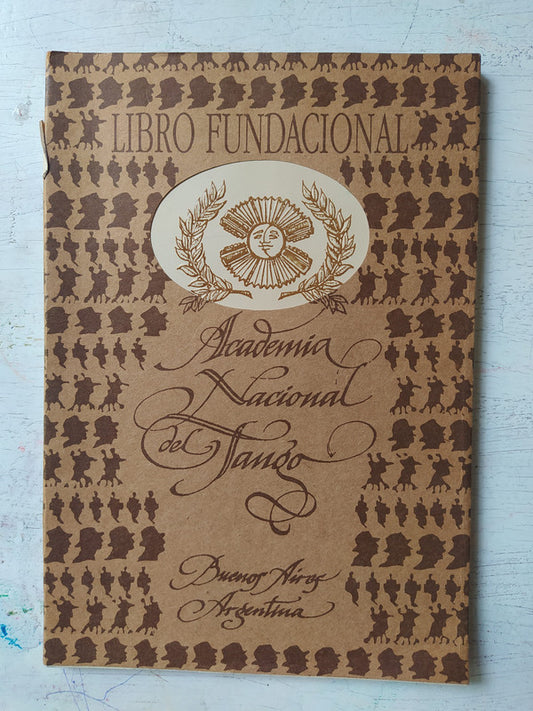 LIBRO FUNDACIONAL
Academia
Nacional
del Tango
Buenos Aires
Argentina